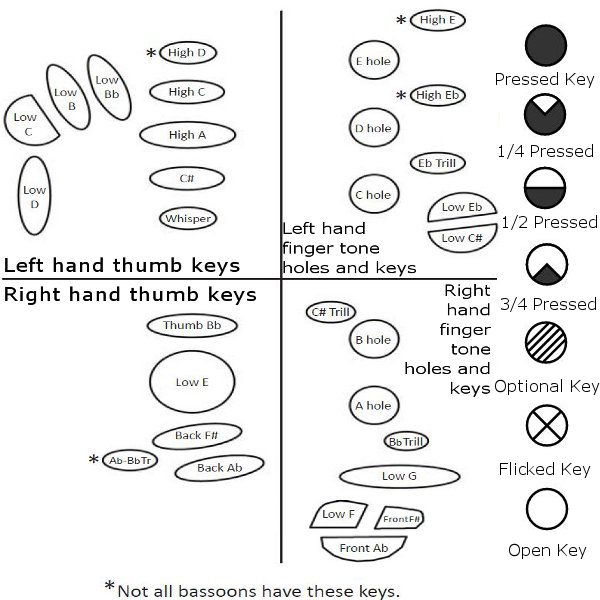 * High D
High C
High A
C#
Whisper
Low
Bb
Low
B
Low
C
Low
D
Left hand thumb keys
* High E
E hole
* High Eb
D hole
Eb Trill
C hole
Low Eb
Low C#
Left hand
finger tone
holes and keys
Right hand thumb keys
Thumb Bb
Low E
Back F#
* Ab-BbTr
Back Ab
C# Trill
B hole
A hole
BbTrill
Low G
Low F
FrontF#
Front Ab
Right
hand
finger
tone
holes and
keys
Pressed Key
1/4 Pressed
1/2 Pressed
3/4 Pressed
Optional Key
Flicked Key
Open Key
*Not all bassoons have these keys.